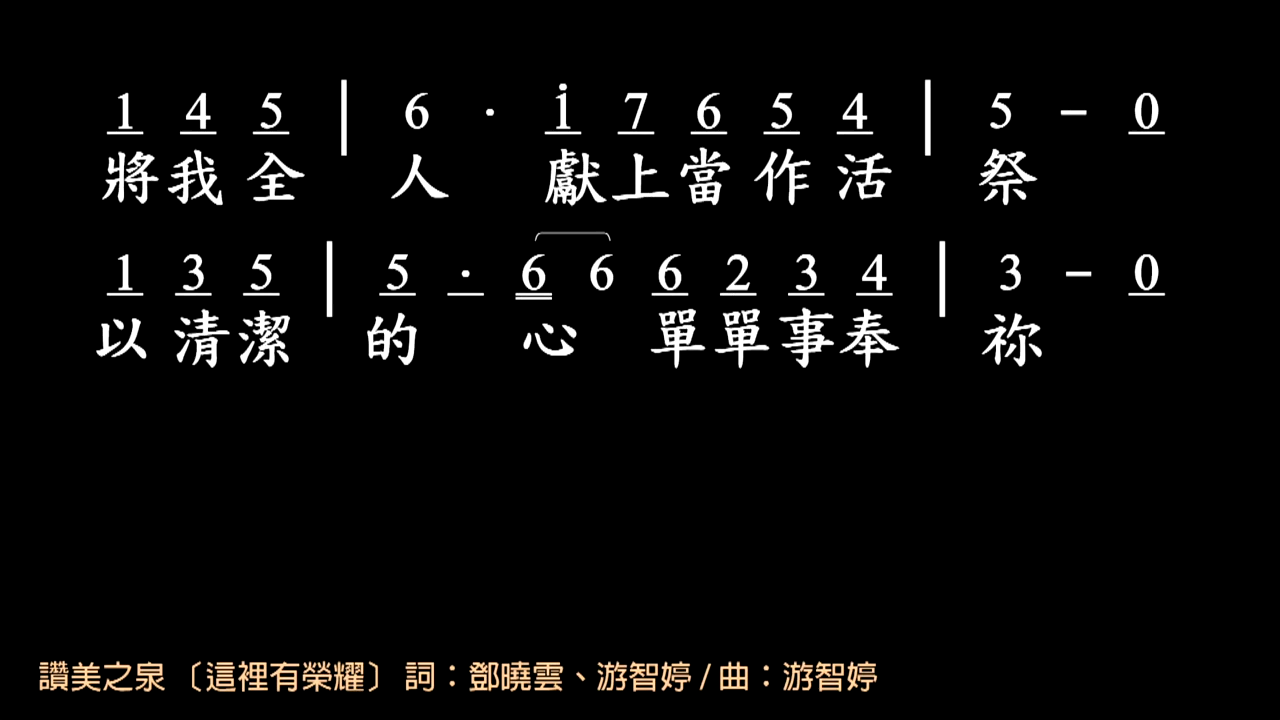 1 4 5 | 6 · i 7 6 5 4 | 5 － 0
將我全 人 獻上當作活 祭
1 3 5 | 5 · 6 6 6 2 3 4 | 3 － 0
以清潔 的 心 單單事奉 祢
讚美之泉〔這裡有榮耀〕 詞：鄧曉雲、游智婷 / 曲：游智婷